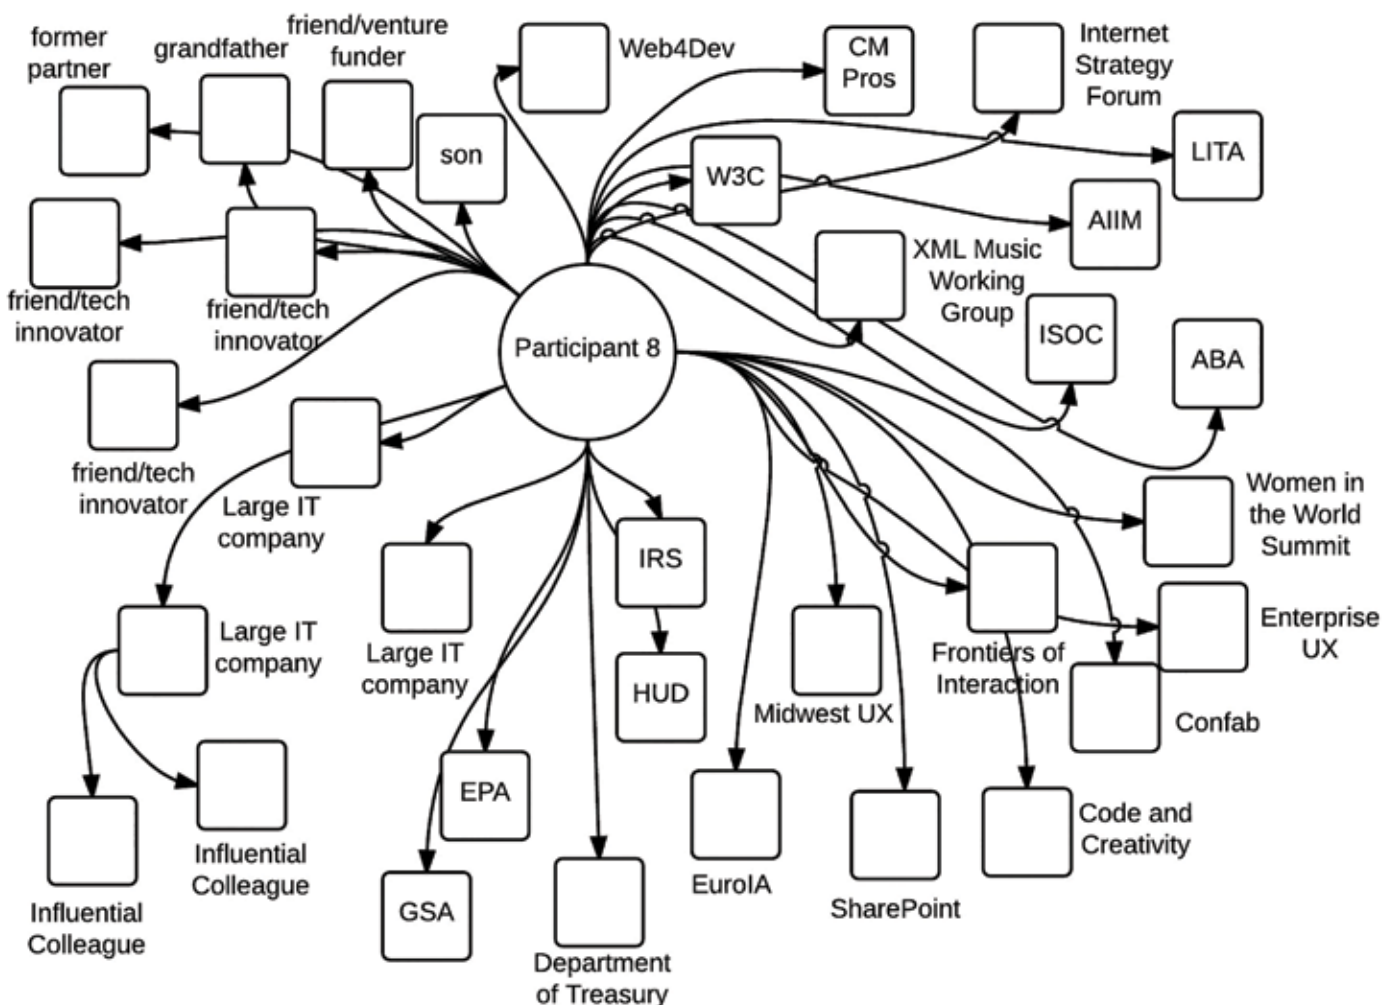 former
partner
grandfather
friend/venture
funder
son
Web4Dev
CM
Pros
Internet
Strategy
Forum
LITA
W3C
AIIM
XML Music
Working
Group
ISOC
ABA
friend/tech
innovator
friend/tech
innovator
friend/tech
innovator
Participant 8
Large IT
company
Large IT
company
Large IT
company
Influential
Colleague
Influential
Colleague
IRS
HUD
EPA
GSA
Department
of Treasury
EuroIA
Midwest UX
SharePoint
Frontiers of
Interaction
Code and
Creativity
Women in
the World
Summit
Enterprise
UX
Confab